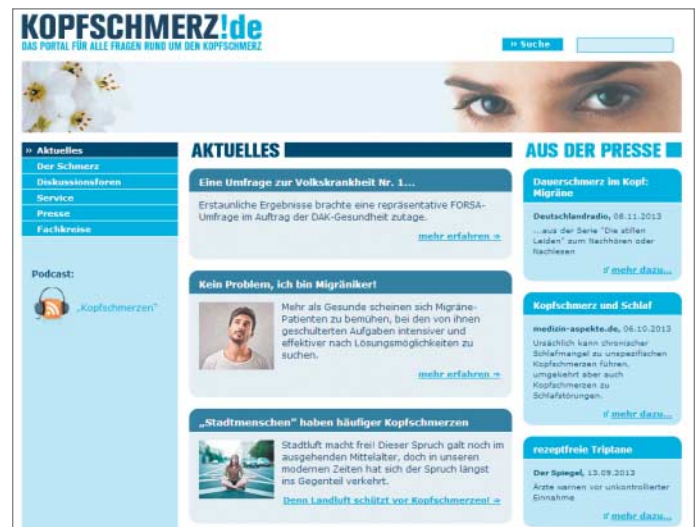 KOPFSCHMERZ!de
DAS PORTAL FÜR ALLE FRAGEN RUND UM DEN KOPFSCHMERZ
» Suche
» Aktuelles
Der Schmerz
Diskussionsforen
Service
Presse
Fachkreise
Podcast:
„Kopfschmerzen“
AKTUELLES
Eine Umfrage zur Volkskrankheit Nr. 1...
Erstaunliche Ergebnisse brachte eine repräsentative FORSA-
Umfrage im Auftrag der DAK-Gesundheit zutage.
mehr erfahren →
Kein Problem, ich bin Migräniker!
Mehr als Gesunde scheinen sich Migräne-
Patienten zu bemühen, bei den von ihnen
geschulterten Aufgaben intensiver und
effektiver nach Lösungsmöglichkeiten zu
suchen.
mehr erfahren →
„Stadtmenschen“ haben häufiger Kopfschmerzen
Stadtluft macht frei! Dieser Spruch galt noch im
ausgehenden Mittelalter, doch in unseren
modernen Zeiten hat sich der Spruch längst
ins Gegenteil verkehrt.
Denn Landluft schützt vor Kopfschmerzen! →
AUS DER PRESSE
Dauerschmerz im Kopf:
Migräne
Deutschlandradio, 08.11.2013
...aus der Serie "Die stillen
Leiden" zum Nachhören oder
Nachlesen
mehr dazu...
Kopfschmerz und Schlaf
medizin-aspekte.de, 06.10.2013
Ursächlich kann chronischer
Schlafmangel zu unspezifischen
Kopfschmerzen führen,
umgekehrt aber auch
Kopfschmerzen zu
Schlafstörungen.
mehr dazu...
rezeptfreie Triptane
Der Spiegel, 13.09.2013
Ärzte warnen vor unkontrollierter
Einnahme
mehr dazu...